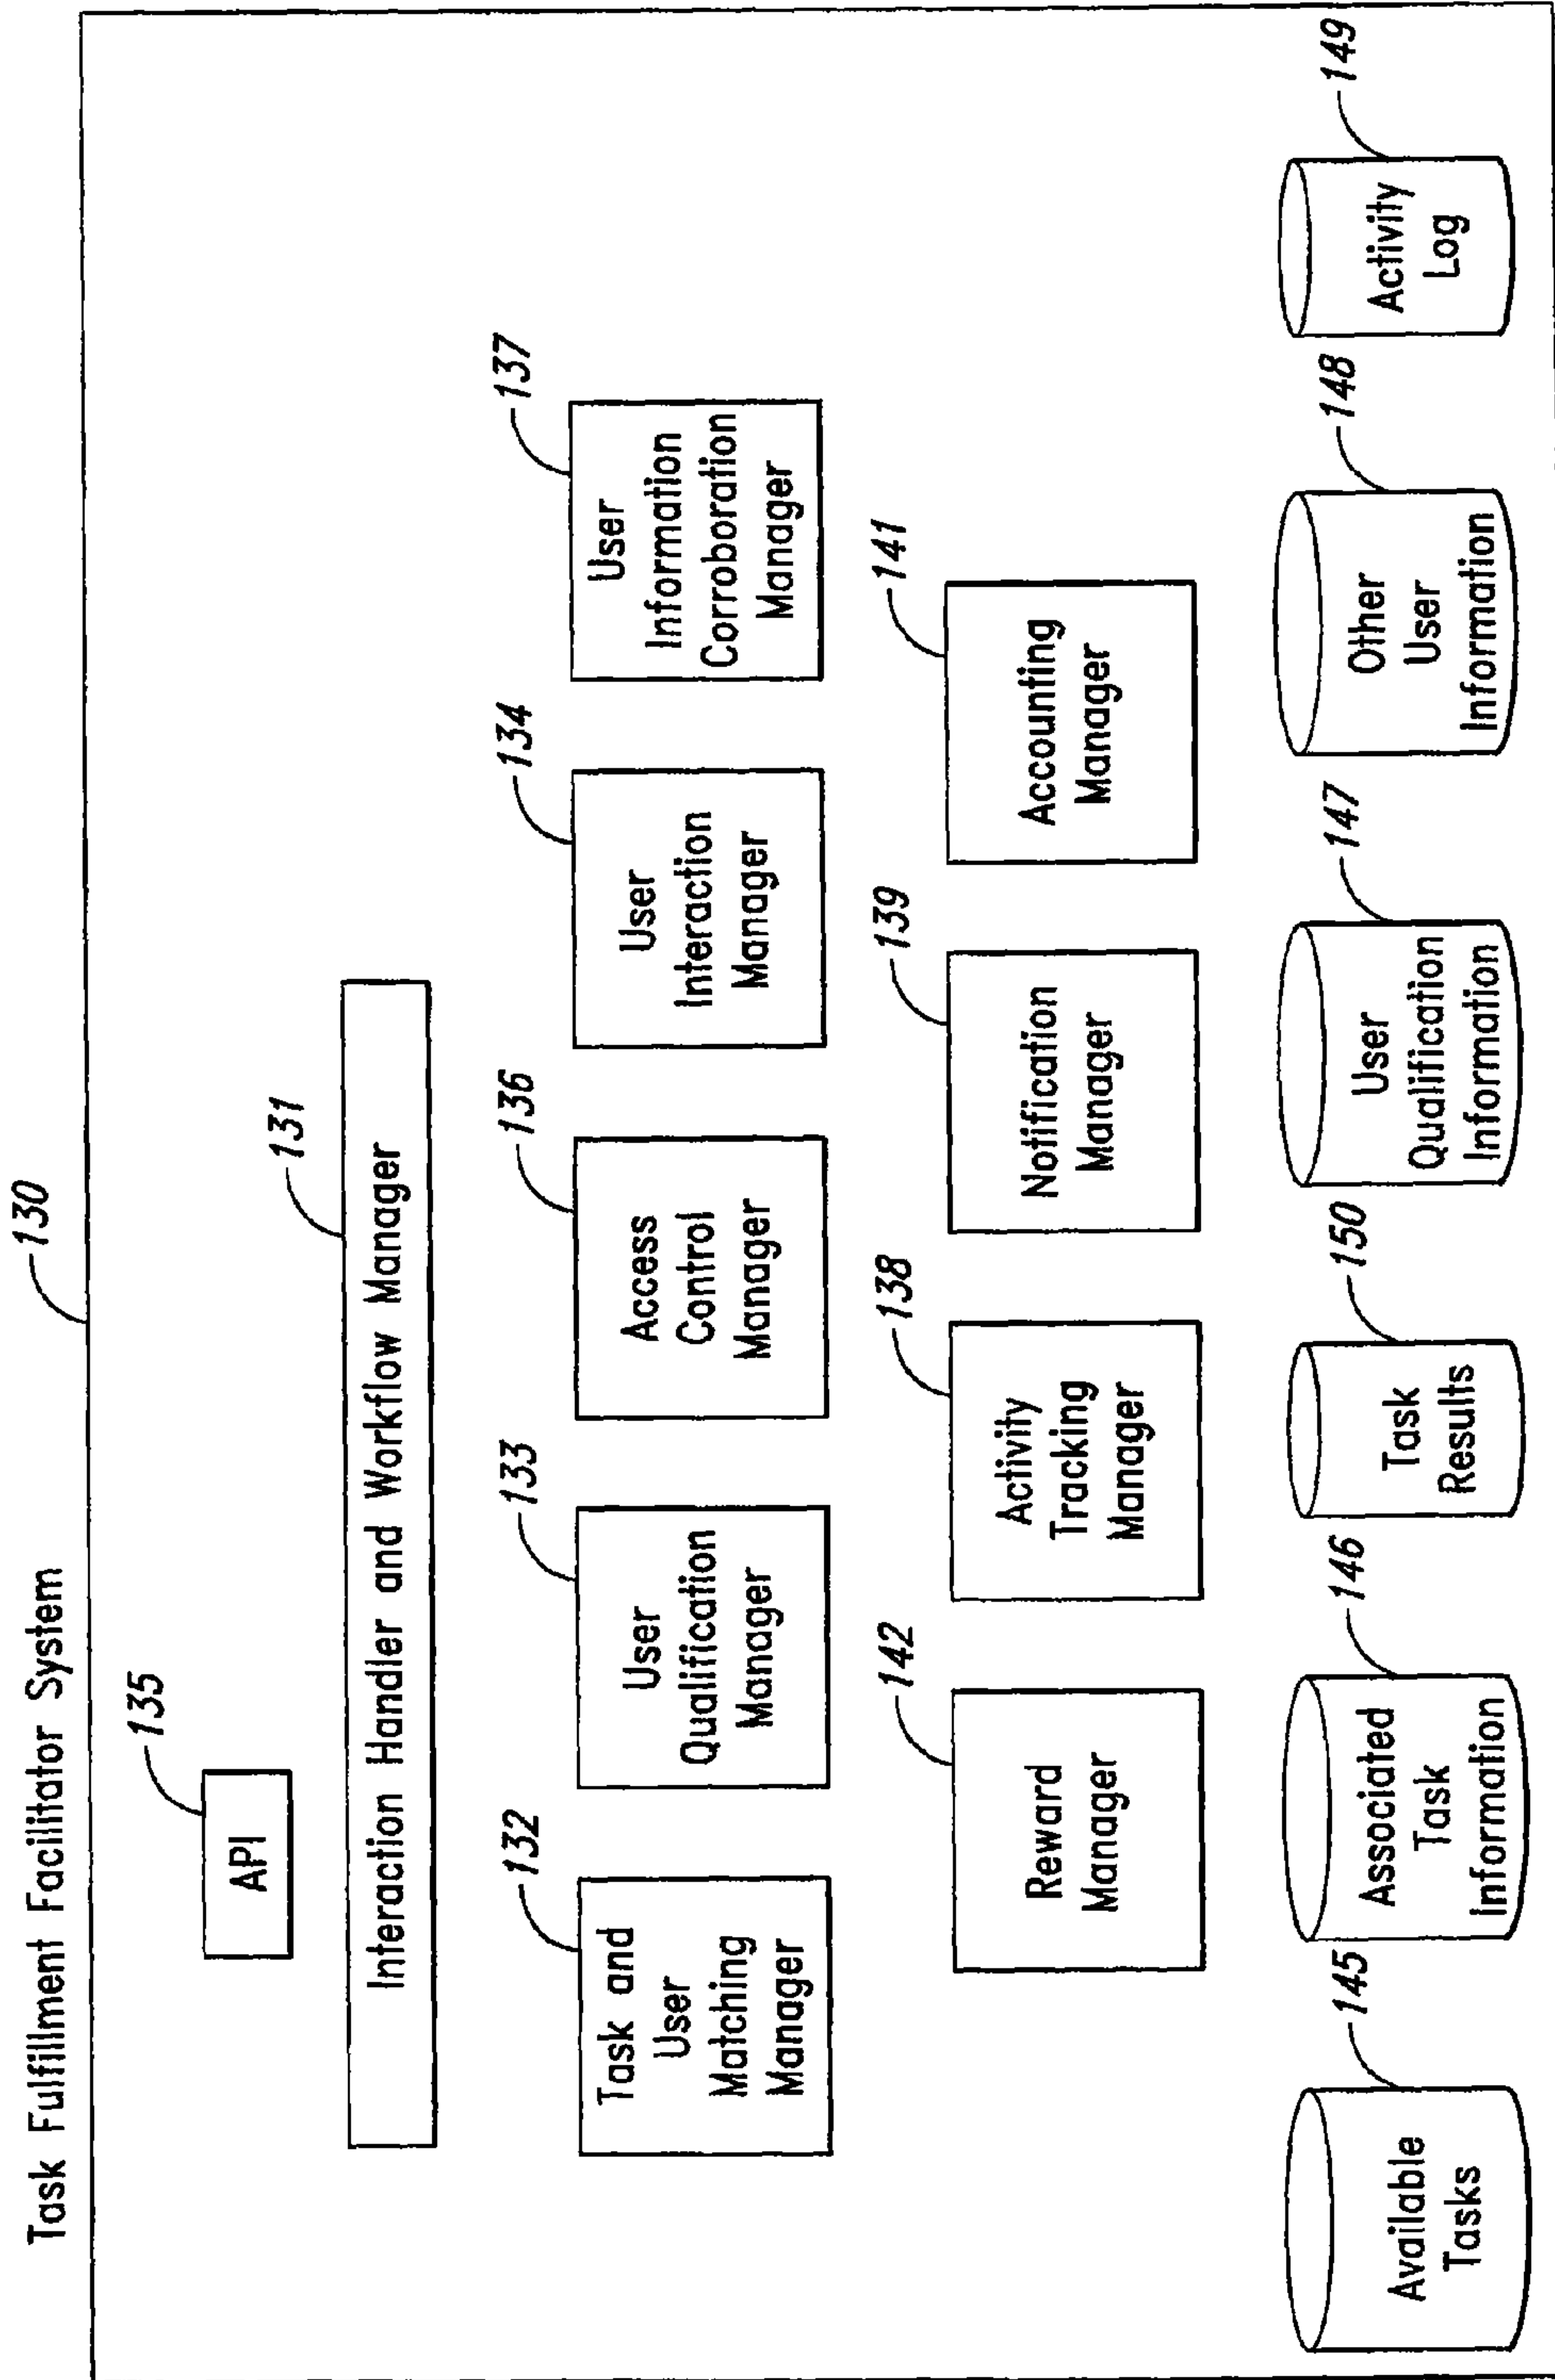 Task Fulfillment Facilitator System
130
135
API
131
Interaction Handler and Workflow Manager
132
Task and
User
Matching
Manager
133
User
Qualification
Manager
136
Access
Control
Manager
134
User
Interaction
Manager
137
User
Information
Corroboration
Manager
142
Reward
Manager
138
Activity
Tracking
Manager
139
Notification
Manager
141
Accounting
Manager
145
Available
Tasks
146
Associated
Task
Information
150
Task
Results
147
User
Qualification
Information
148
Other
User
Information
149
Activity
Log